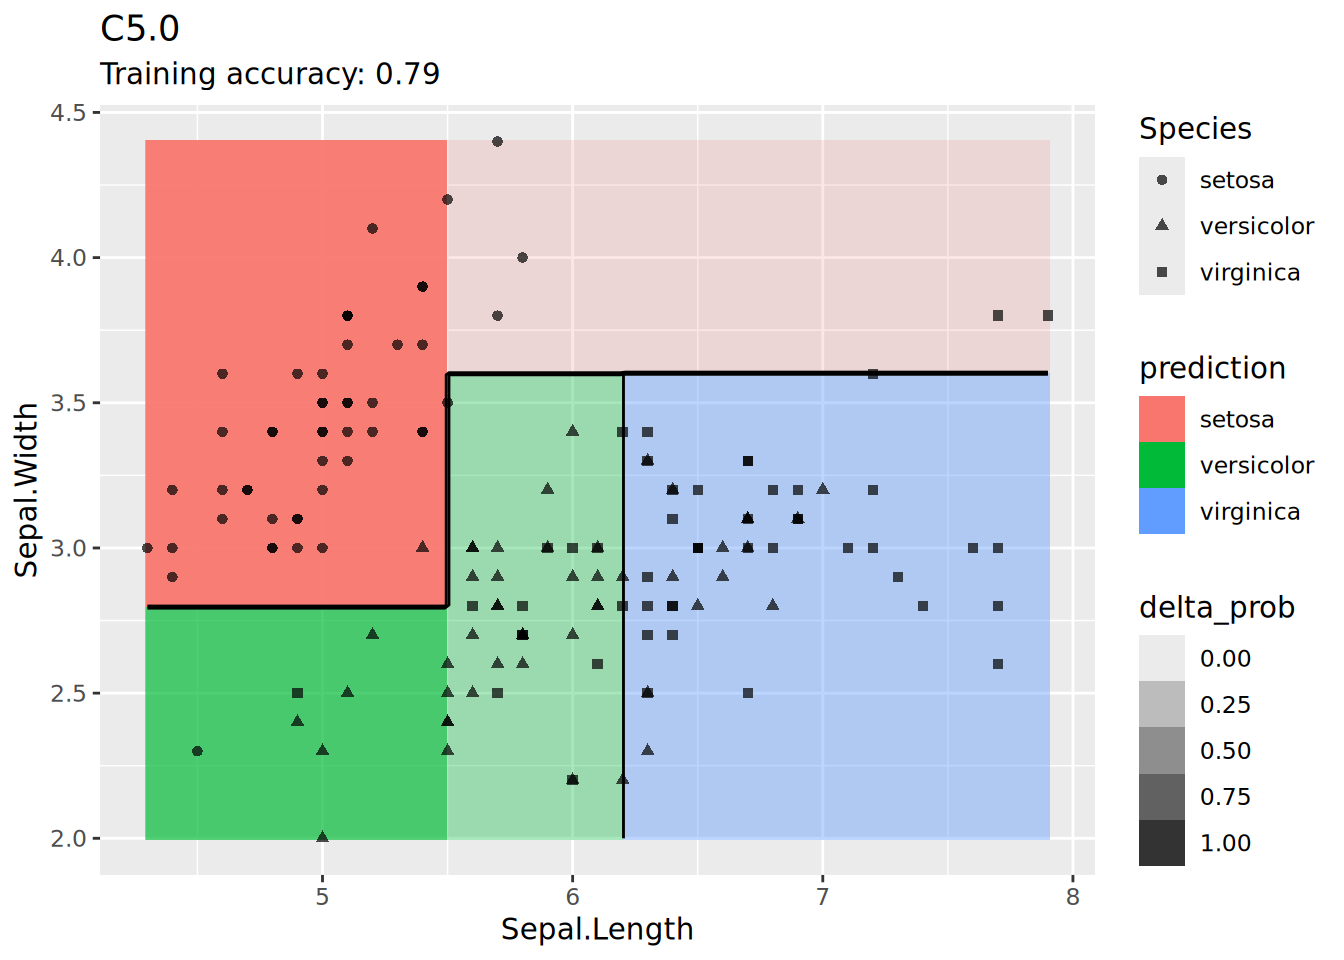 C5.0
Training accuracy: 0.79
4.5
4.0
3.5
3.0
2.5
2.0
Sepal.Width
5
6
7
8
Sepal.Length
Species
setosa
versicolor
virginica
prediction
setosa
versicolor
virginica
delta_prob
0.00
0.25
0.50
0.75
1.00